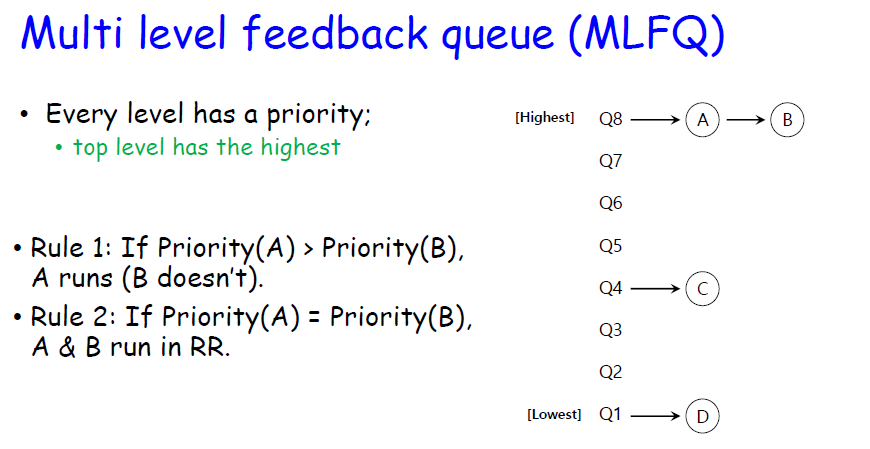 Multi level feedback queue (MLFQ)
• Every level has a priority;
• top level has the highest
• Rule 1: If Priority(A) > Priority(B),
A runs (B doesn't).
• Rule 2: If Priority(A) = Priority(B),
A & B run in RR.
[Highest] Q8 A B
Q7
Q6
Q5
Q4 C
Q3
Q2
[Lowest] Q1 D